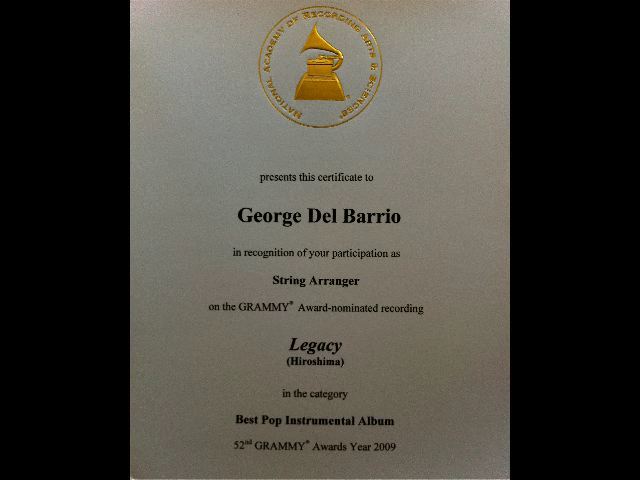 NATIONAL ACADEMY OF RECORDING ARTS & SCIENCES
presents this certificate to
George Del Barrio
in recognition of your participation as
String Arranger
on the GRAMMY® Award-nominated recording
Legacy
(Hiroshima)
in the category
Best Pop Instrumental Album
52nd GRAMMY® Awards Year 2009